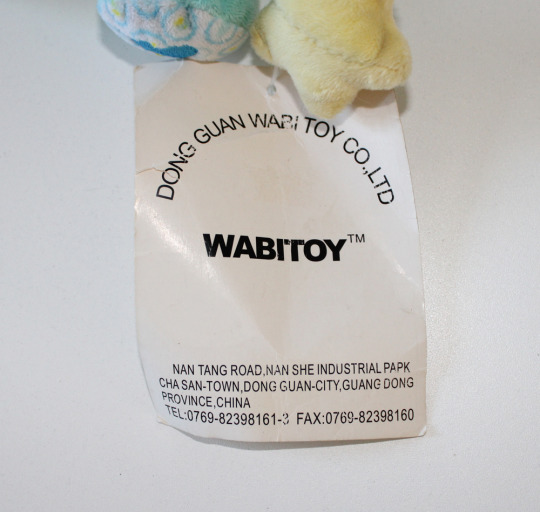 DONG GUAN WABI TOY CO.,LTD
WABITOY™
NAN TANG ROAD,NAN SHE INDUSTRIAL PAPK
CHA SAN-TOWN,DONG GUAN-CITY,GUANG DONG
PROVINCE,CHINA
TEL:0769-82398161-3 FAX:0769-82398160